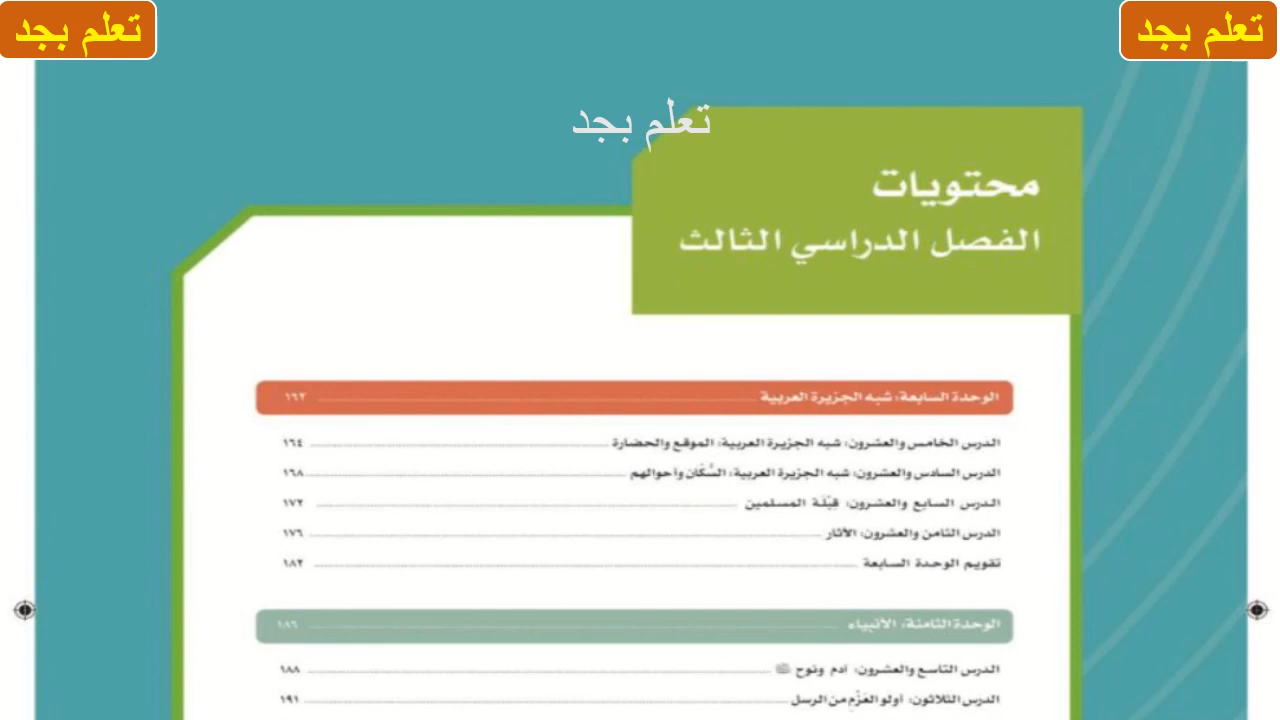 تعلم بجد
تعلم بجد
تعلم بجد
محتويات
الفصل الدراسي الثالث
الوحدة السابعة: شبه الجزيرة العربية ١٦٢
الدرس الخامس والعشرون: شبه الجزيرة العربية: الموقع والحضارة ١٦٤
الدرس السادس والعشرون: شبه الجزيرة العربية: السُّكّان وأحوالهم ١٦٨
الدرس السابع والعشرون: قِبْلَة المسلمين ١٧٢
الدرس الثامن والعشرون: الآثار ١٧٦
تقويم الوحدة السابعة ١٨٢
الوحدة الثامنة: الأنبياء ١٨٦
الدرس التاسع والعشرون: آدم ونوح ١٨٨
الدرس الثلاثون: أولو العَزْمِ من الرسل ١٩١